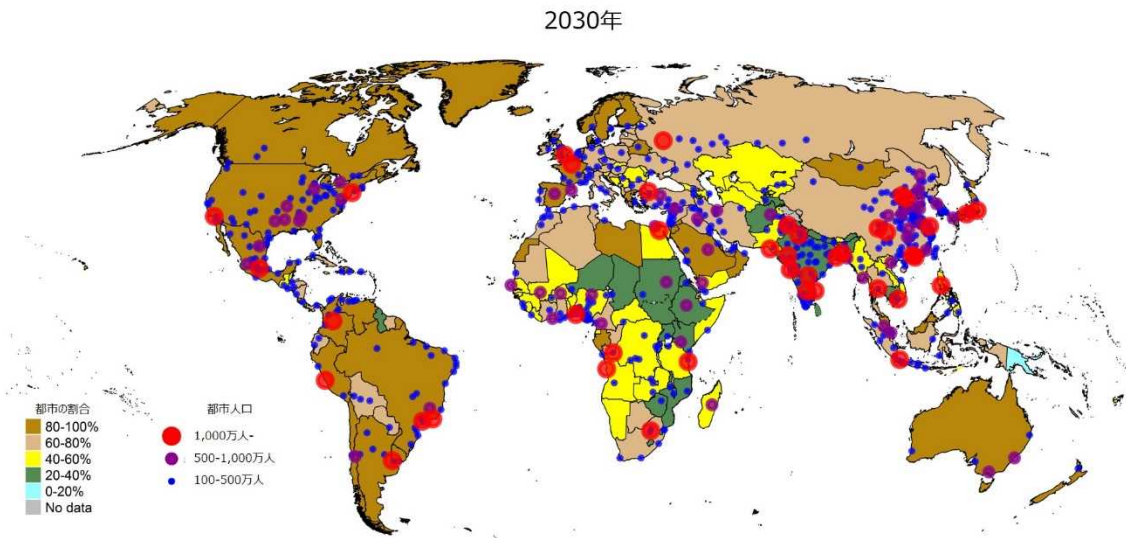 2030年
都市の割合
80-100%
60-80%
40-60%
20-40%
0-20%
No data
都市人口
1,000万人-
500-1,000万人
100-500万人